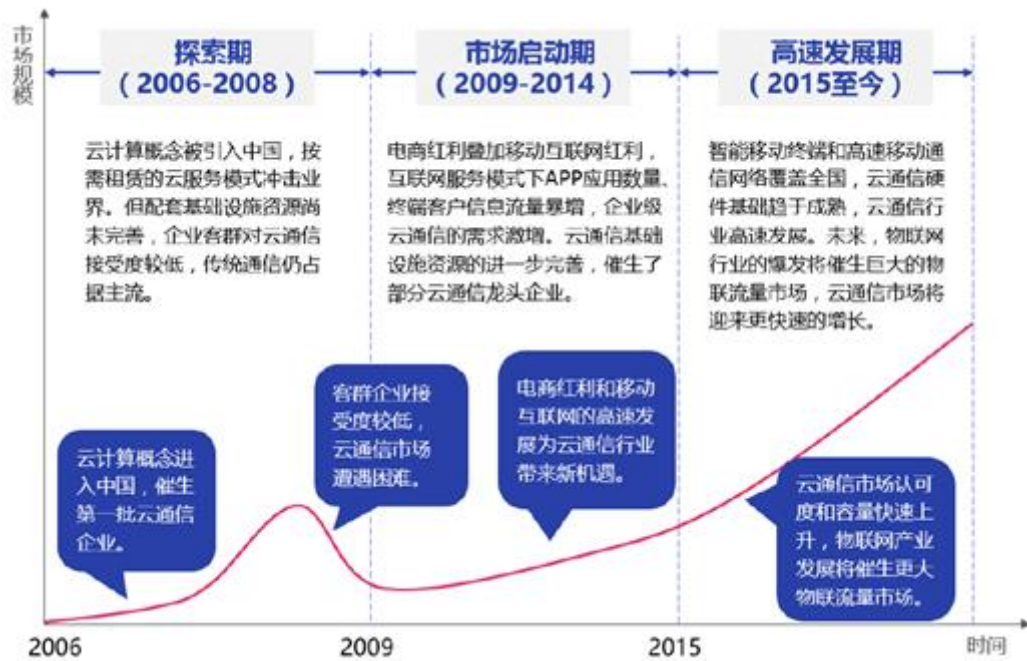 市场规模
探索期
（2006-2008）
市场启动期
（2009-2014）
高速发展期
（2015至今）
云计算概念被引入中国，按
需租赁的云服务模式冲击业
界。但配套基础设施资源尚
未完善，企业客群对云通信
接受度较低，传统通信仍占
据主流。
电商红利叠加移动互联网红利，
互联网服务模式下APP应用数量、
终端客户信息流量暴增，企业级
云通信的需求激增。云通信基础
设施资源的进一步完善，催生了
部分云通信龙头企业。
智能移动终端和高速移动通
信网络覆盖全国，云通信硬
件基础趋于成熟，云通信行
业高速发展。未来，物联网
行业的爆发将催生巨大的物
联流量市场，云通信市场将
迎来更快速的增长。
云计算概念进
入中国，催生
第一批云通信
企业。
客群企业接
受度较低，
云通信市场
遭遇困难。
电商红利和移动
互联网的高速发
展为云通信行业
带来新机遇。
云通信市场认可
度和容量快速上
升，物联网产业
发展将催生更大
物联流量市场。
2006
2009
2015
时间